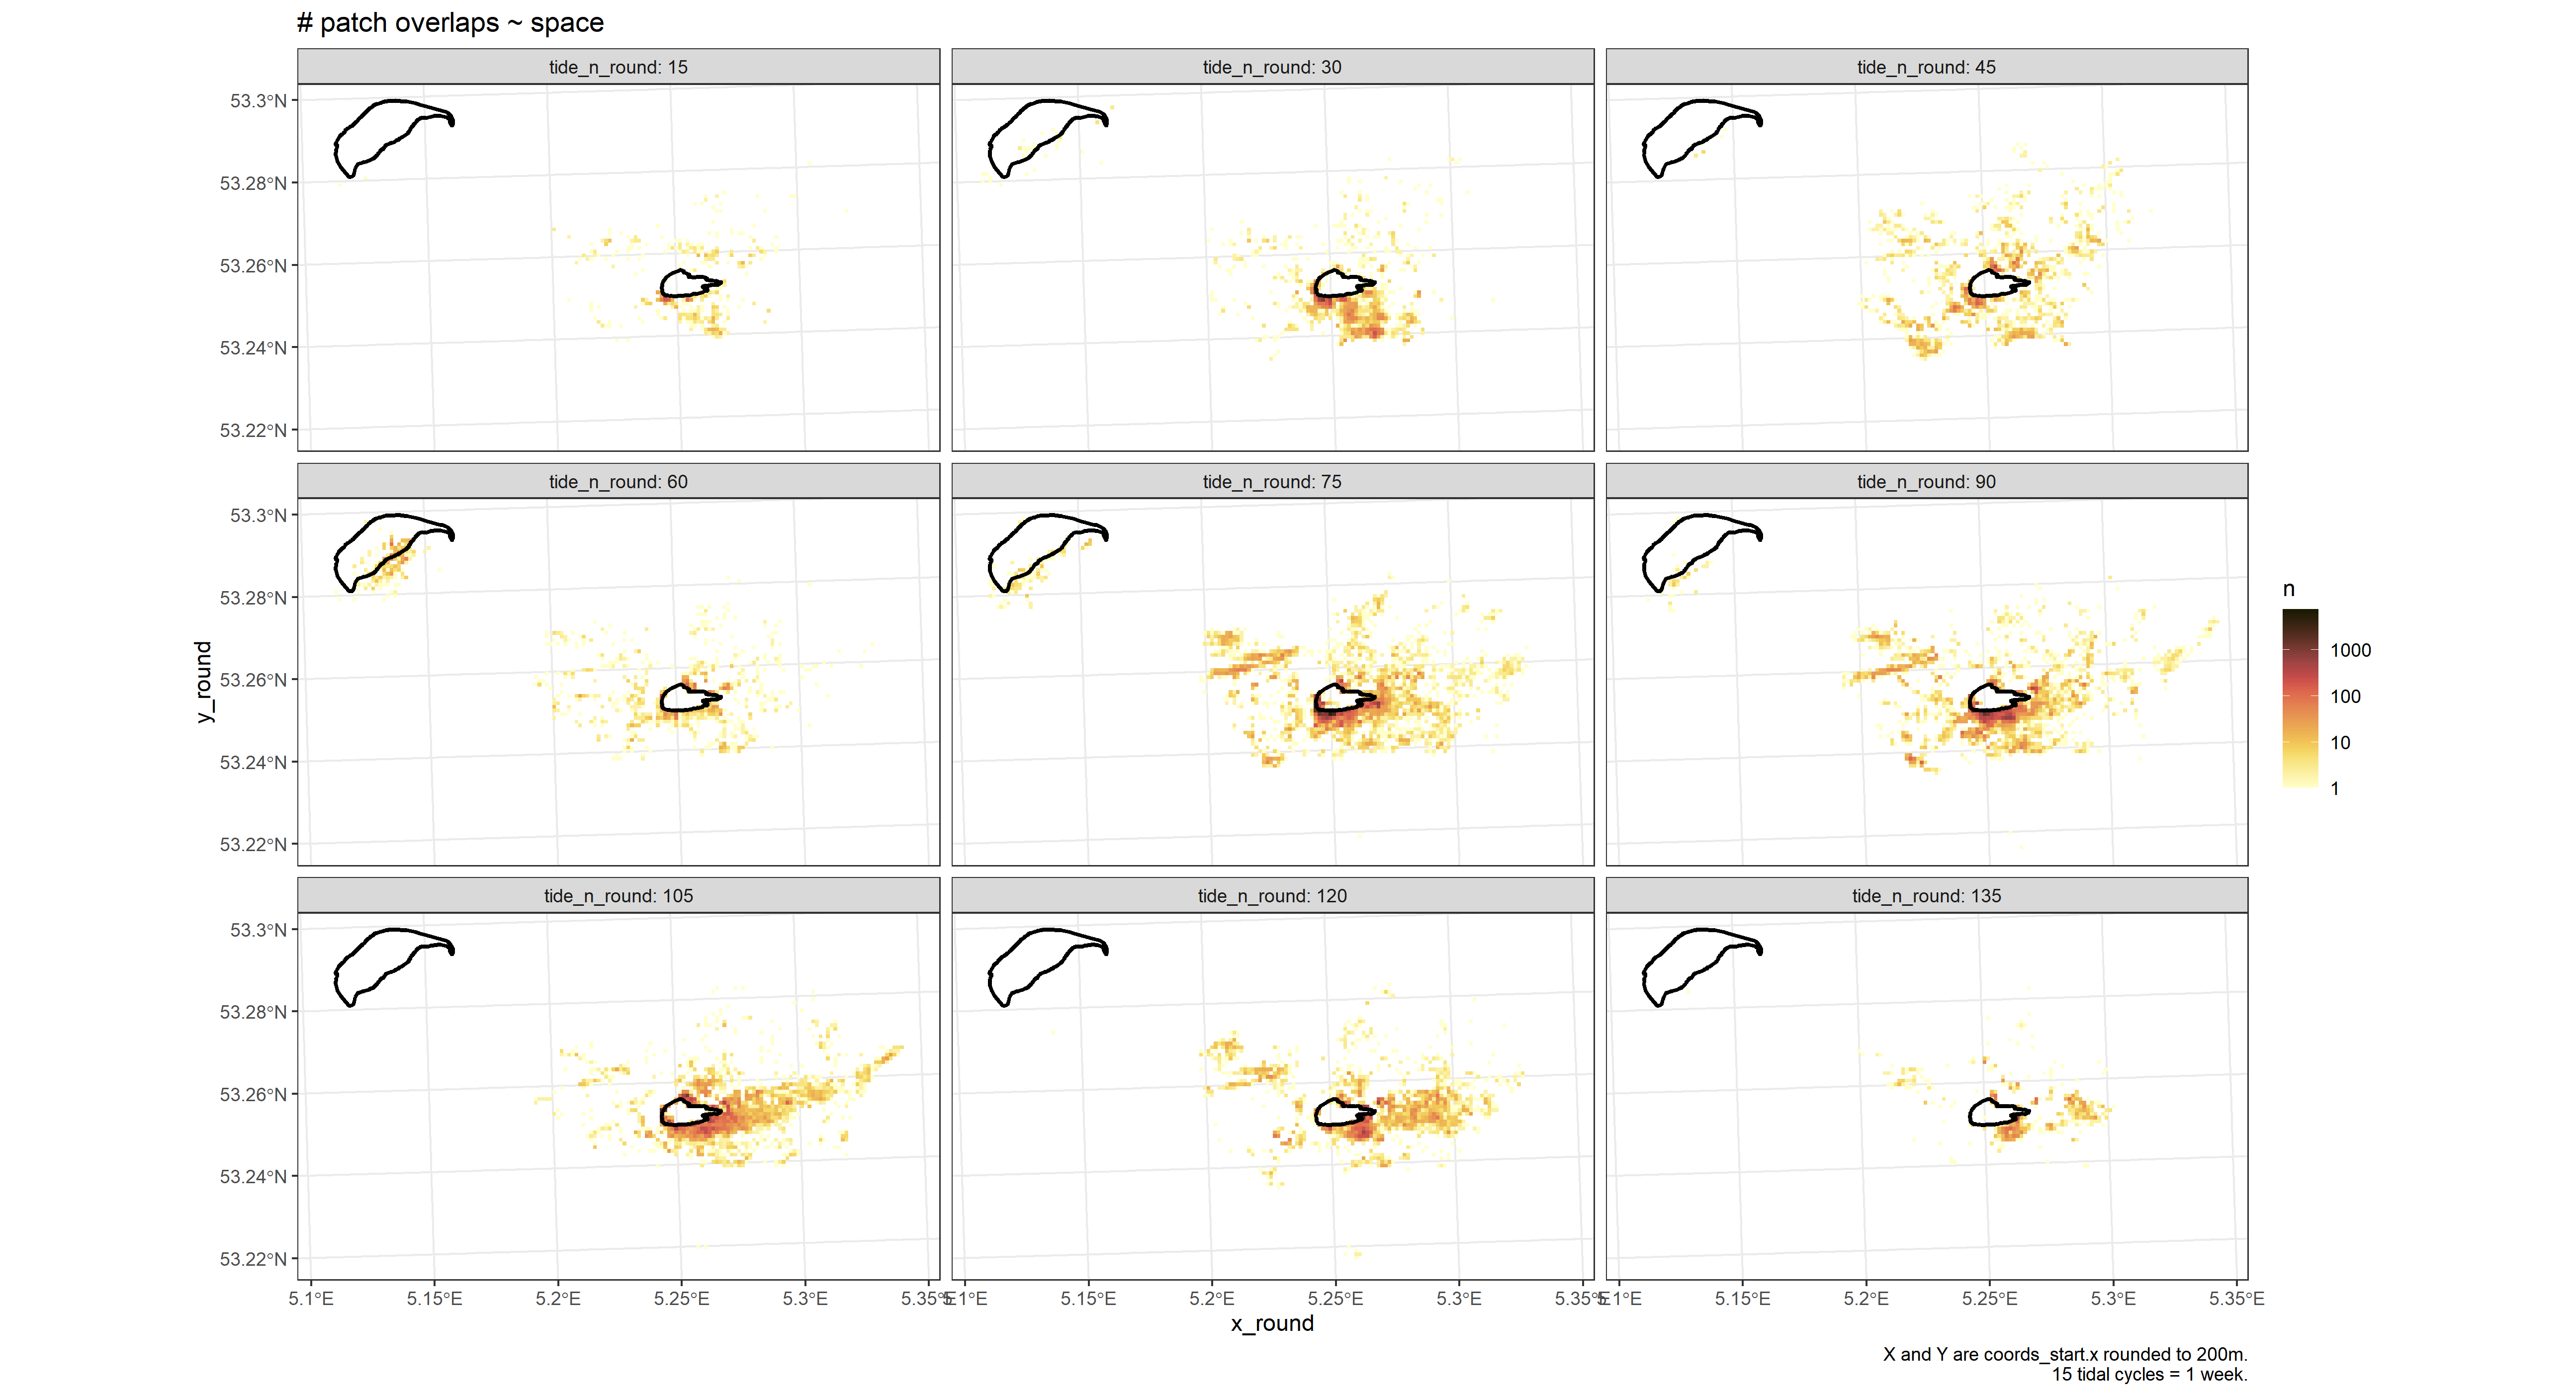 # patch overlaps ~ space
tide_n_round: 15
tide_n_round: 30
tide_n_round: 45
53.3°N
53.28°N
53.26°N
53.24°N
53.22°N
tide_n_round: 60
tide_n_round: 75
tide_n_round: 90
53.3°N
53.28°N
53.26°N
53.24°N
53.22°N
y_round
n
1000
100
10
1
tide_n_round: 105
tide_n_round: 120
tide_n_round: 135
53.3°N
53.28°N
53.26°N
53.24°N
53.22°N
5.1°E 5.15°E 5.2°E 5.25°E 5.3°E 5.35°E 5.1°E 5.15°E 5.2°E 5.25°E 5.3°E 5.35°E 5.1°E 5.15°E 5.2°E 5.25°E 5.3°E 5.35°E
x_round
X and Y are coords_start.x rounded to 200m.
15 tidal cycles = 1 week.